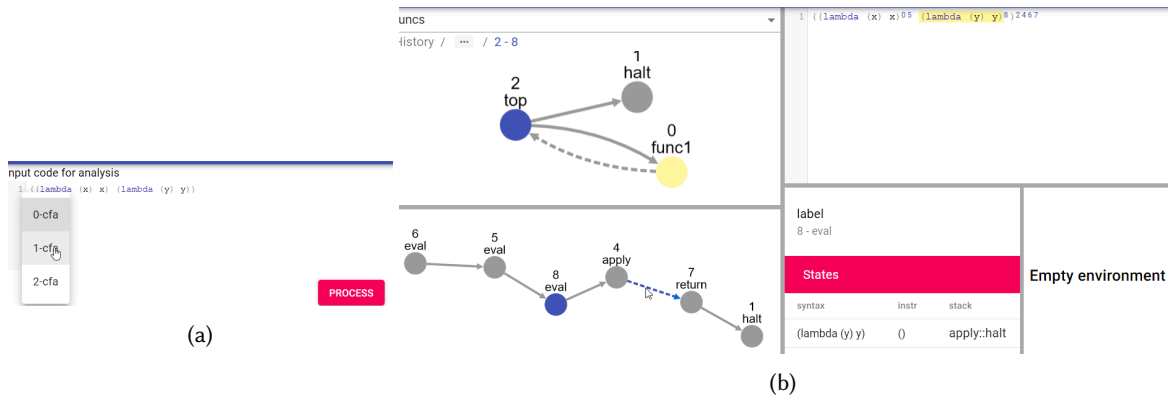 nput code for analysis
1 ((lambda (x) x) (lambda (y) y))
0-cfa
1-cfa
2-cfa
PROCESS
(a)
uncs
History / ··· / 2 - 8
1
halt
2
top
0
func1
6
eval
5
eval
8
eval
4
apply
7
return
1
halt
1 ((lambda (x) x)⁰⁵ (lambda (y) y)⁸)²⁴⁶⁷
label
8 - eval
States
syntax instr stack
(lambda (y) y) () apply::halt
Empty environment
(b)